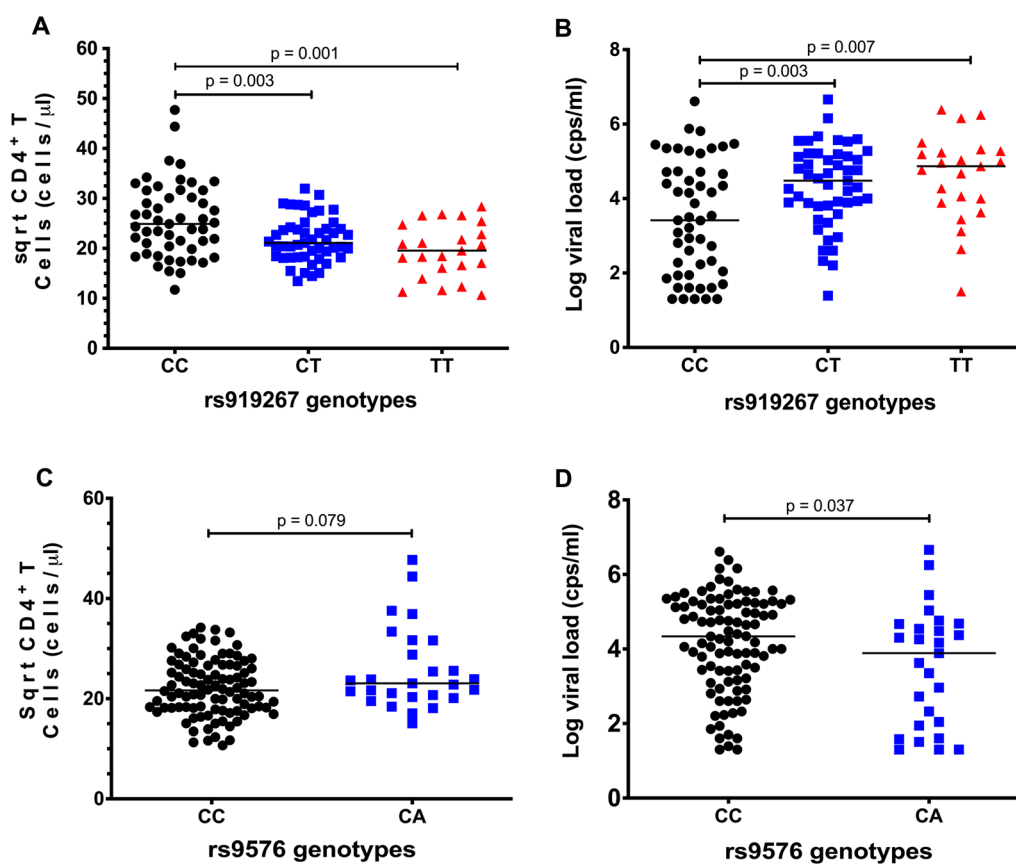 A
sqrt CD4⁺ T
Cells (cells/μl)
60
50
40
30
20
10
0
p = 0.001
p = 0.003
CC CT TT
rs919267 genotypes
B
Log viral load (cps/ml)
8
6
4
2
0
p = 0.007
p = 0.003
CC CT TT
rs919267 genotypes
C
Sqrt CD4⁺ T
Cells (cells/μl)
60
40
20
0
p = 0.079
CC CA
rs9576 genotypes
D
Log viral load (cps/ml)
8
6
4
2
0
p = 0.037
CC CA
rs9576 genotypes